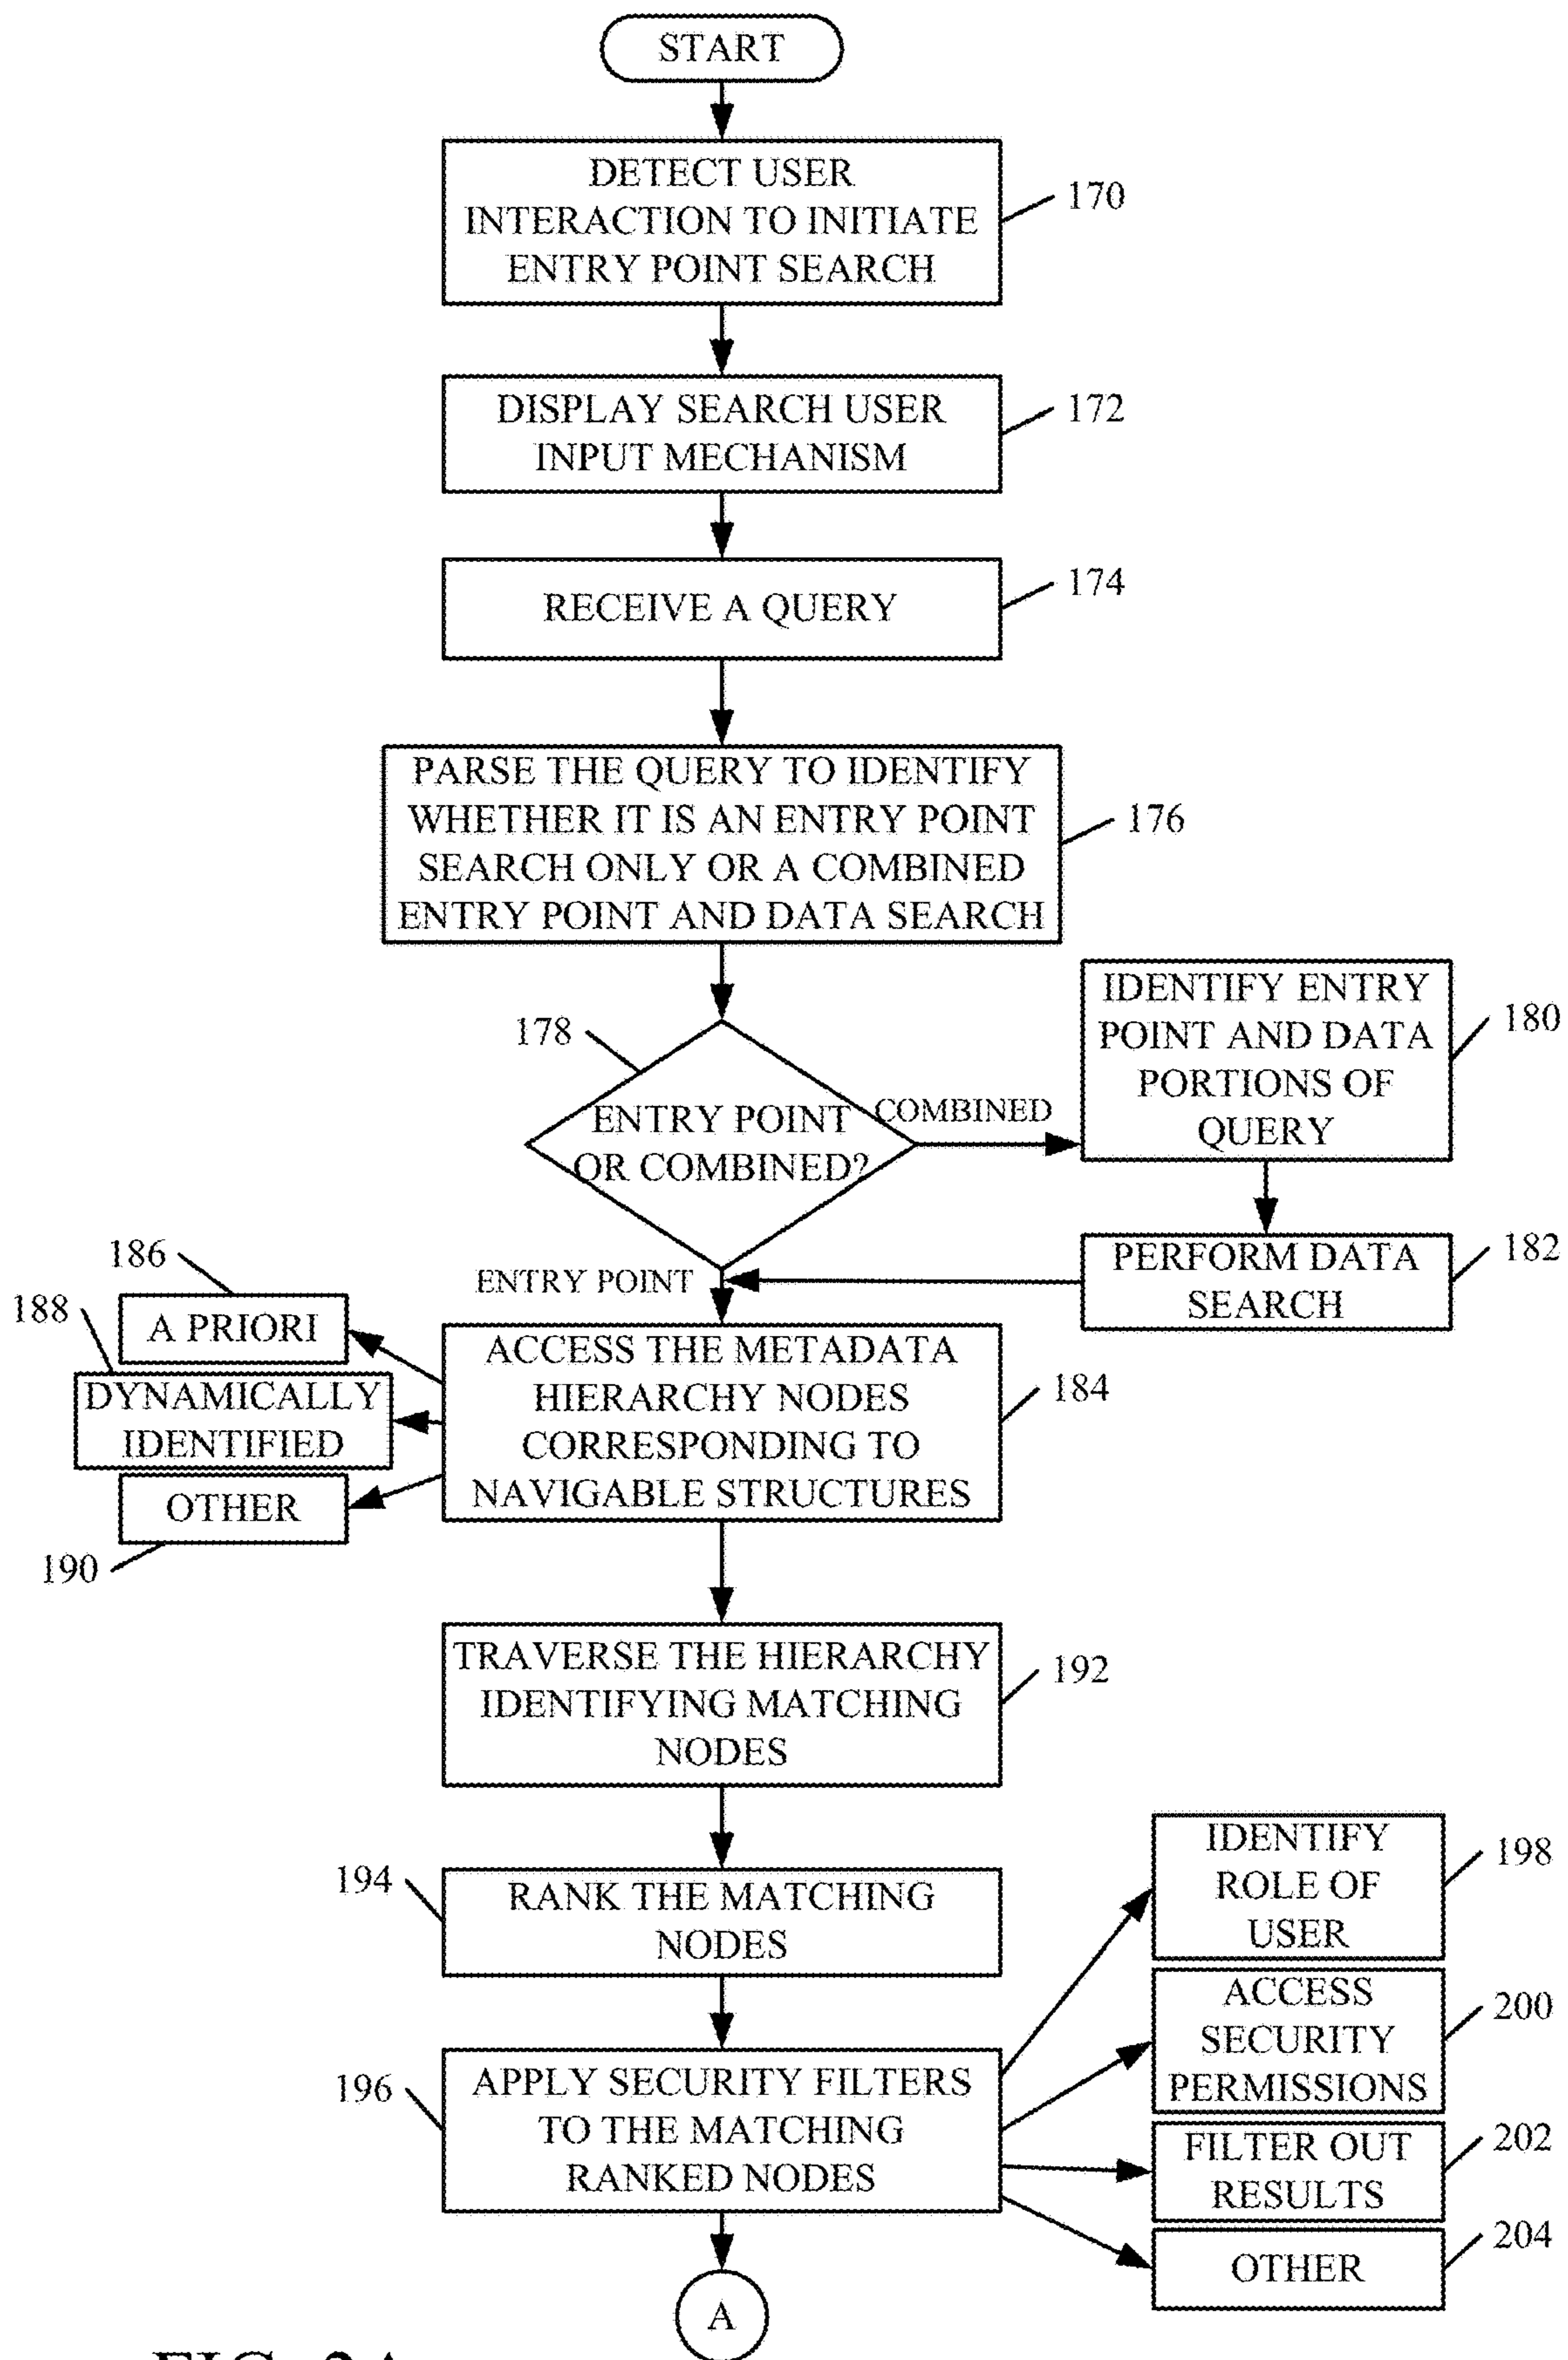 START
DETECT USER
INTERACTION TO INITIATE
ENTRY POINT SEARCH
170
DISPLAY SEARCH USER
INPUT MECHANISM
172
RECEIVE A QUERY
174
PARSE THE QUERY TO IDENTIFY
WHETHER IT IS AN ENTRY POINT
SEARCH ONLY OR A COMBINED
ENTRY POINT AND DATA SEARCH
176
178
ENTRY POINT
OR COMBINED?
COMBINED
IDENTIFY ENTRY
POINT AND DATA
PORTIONS OF
QUERY
180
PERFORM DATA
SEARCH
182
ENTRY POINT
186
A PRIORI
188
DYNAMICALLY
IDENTIFIED
OTHER
190
ACCESS THE METADATA
HIERARCHY NODES
CORRESPONDING TO
NAVIGABLE STRUCTURES
184
TRAVERSE THE HIERARCHY
IDENTIFYING MATCHING
NODES
192
194
RANK THE MATCHING
NODES
196
APPLY SECURITY FILTERS
TO THE MATCHING
RANKED NODES
IDENTIFY
ROLE OF
USER
198
ACCESS
SECURITY
PERMISSIONS
200
FILTER OUT
RESULTS
202
OTHER
204
A